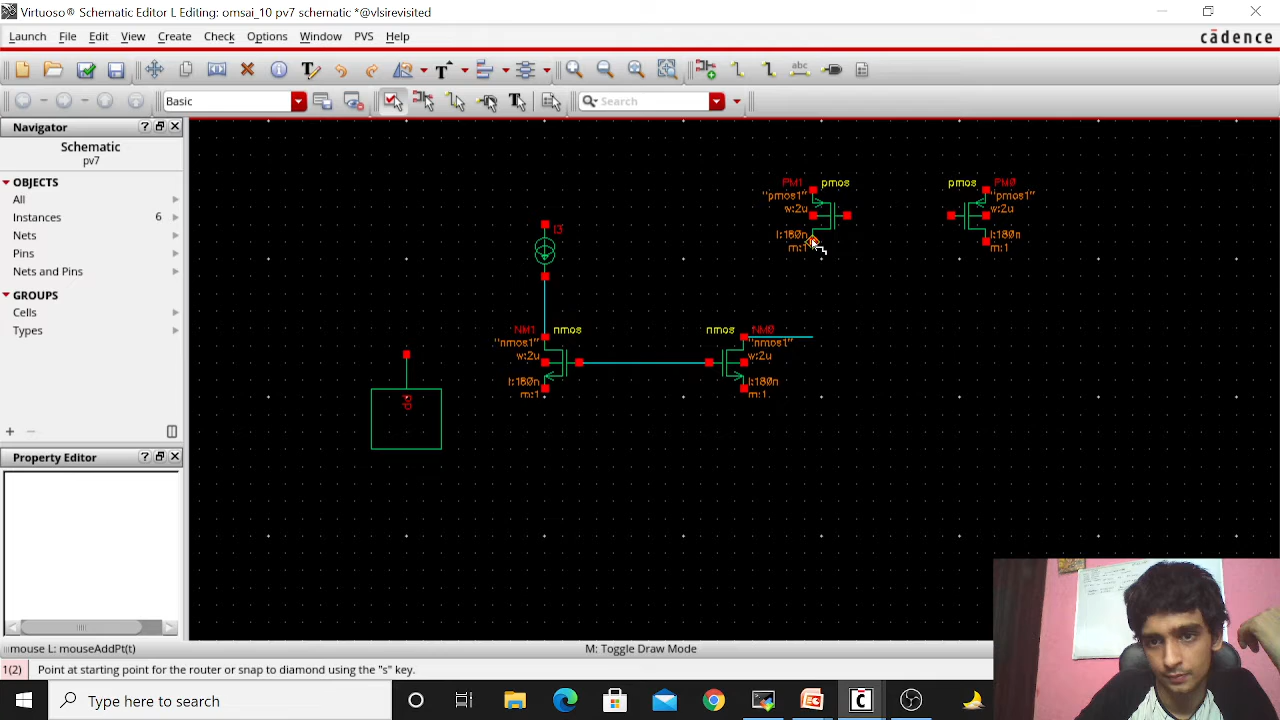 Virtuoso® Schematic Editor L Editing: omsai_10 pv7 schematic *@vlsirevisited
Launch File Edit View Create Check Options Window PVS Help
cādence
abc
Basic
Search
Navigator
Schematic
pv7
OBJECTS
All
Instances 6
Nets
Pins
Nets and Pins
GROUPS
Cells
Types
Property Editor
PM1 pmos
"pmos1"
w:2u
l:180n
m:1
pmos PM0
"pmos1"
w:2u
l:180n
m:1
I3
NM1 nmos
"nmos1"
w:2u
l:180n
m:1
nmos NM0
"nmos1"
w:2u
l:180n
m:1
mouse L: mouseAddPt(t)
M: Toggle Draw Mode
1(2) Point at starting point for the router or snap to diamond using the "s" key.
Type here to search